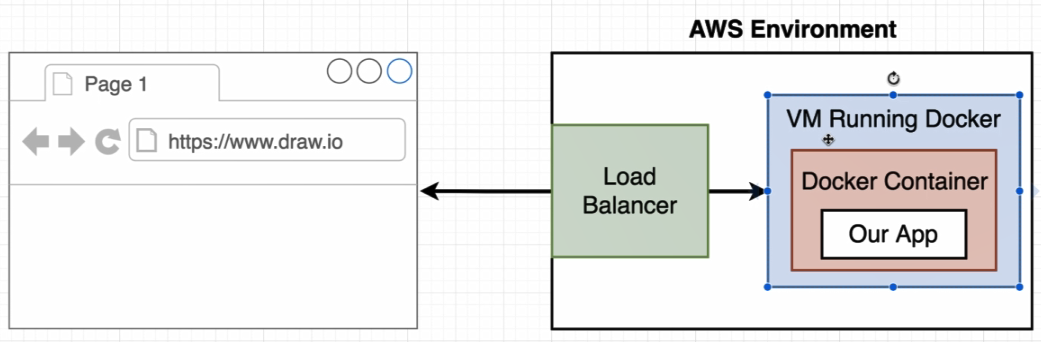 AWS Environment
Page 1
https://www.draw.io
Load
Balancer
VM Running Docker
Docker Container
Our App